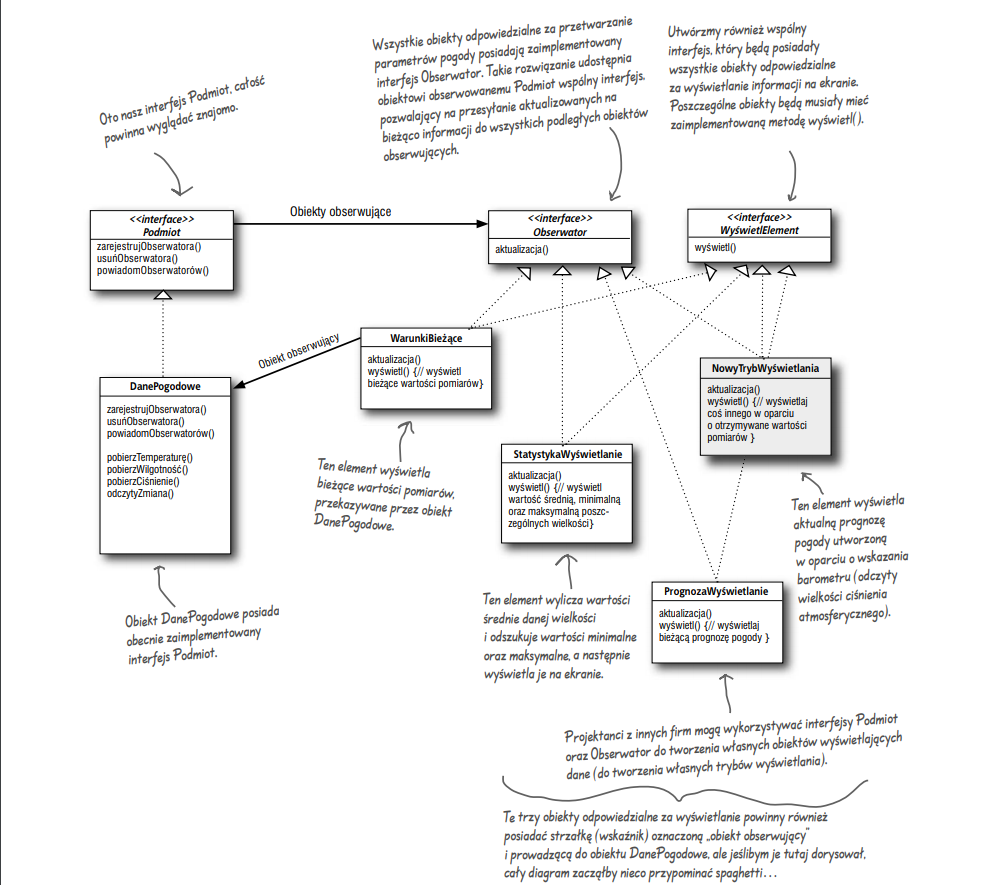 Oto nasz interfejs Podmiot, całość
powinna wyglądać znajomo.
Wszystkie obiekty odpowiedzialne za przetwarzanie
parametrów pogody posiadają zaimplementowany
interfejs Obserwator. Takie rozwiązanie udostępnia
obiektowi obserwowanemu Podmiot wspólny interfejs,
pozwalający na przesyłanie aktualizowanych na
bieżąco informacji do wszystkich podległych obiektów
obserwujących.
Utwórzmy również wspólny
interfejs, który będą posiadały
wszystkie obiekty odpowiedzialne
za wyświetlanie informacji na ekranie.
Poszczególne obiekty będą musiały mieć
zaimplementowaną metodę wyświetl().
<<interface>>
Podmiot
zarejestrujObserwatora()
usuńObserwatora()
powiadomObserwatorów()
Obiekty obserwujące
<<interface>>
Obserwator
aktualizacja()
<<interface>>
WyświetlElement
wyświetl()
Obiekt obserwujący
WarunkiBieżące
aktualizacja()
wyświetl() {// wyświetl
bieżące wartości pomiarów}
DanePogodowe
zarejestrujObserwatora()
usuńObserwatora()
powiadomObserwatorów()
pobierzTemperaturę()
pobierzWilgotność()
pobierzCiśnienie()
odczytyZmiana()
NowyTrybWyświetlania
aktualizacja()
wyświetl() {// wyświetlaj
coś innego w oparciu
o otrzymywane wartości
pomiarów }
StatystykaWyświetlanie
aktualizacja()
wyświetl() {// wyświetl
wartość średnią, minimalną
oraz maksymalną poszc-
zególnych wielkości}
Ten element wyświetla
bieżące wartości pomiarów,
przekazywane przez obiekt
DanePogodowe.
Ten element wyświetla
aktualną prognozę
pogody utworzoną
w oparciu o wskazania
barometru (odczyty
wielkości ciśnienia
atmosferycznego).
PrognozaWyświetlanie
aktualizacja()
wyświetl() {// wyświetlaj
bieżącą prognozę pogody }
Obiekt DanePogodowe posiada
obecnie zaimplementowany
interfejs Podmiot.
Ten element wylicza wartości
średnie danej wielkości
i odszukuje wartości minimalne
oraz maksymalne, a następnie
wyświetla je na ekranie.
Projektanci z innych firm mogą wykorzystywać interfejsy Podmiot
oraz Obserwator do tworzenia własnych obiektów wyświetlających
dane (do tworzenia własnych trybów wyświetlania).
Te trzy obiekty odpowiedzialne za wyświetlanie powinny również
posiadać strzałkę (wskaźnik) oznaczoną „obiekt obserwujący”
i prowadzącą do obiektu DanePogodowe, ale jeślibym je tutaj dorysował,
cały diagram zacząłby nieco przypominać spaghetti...